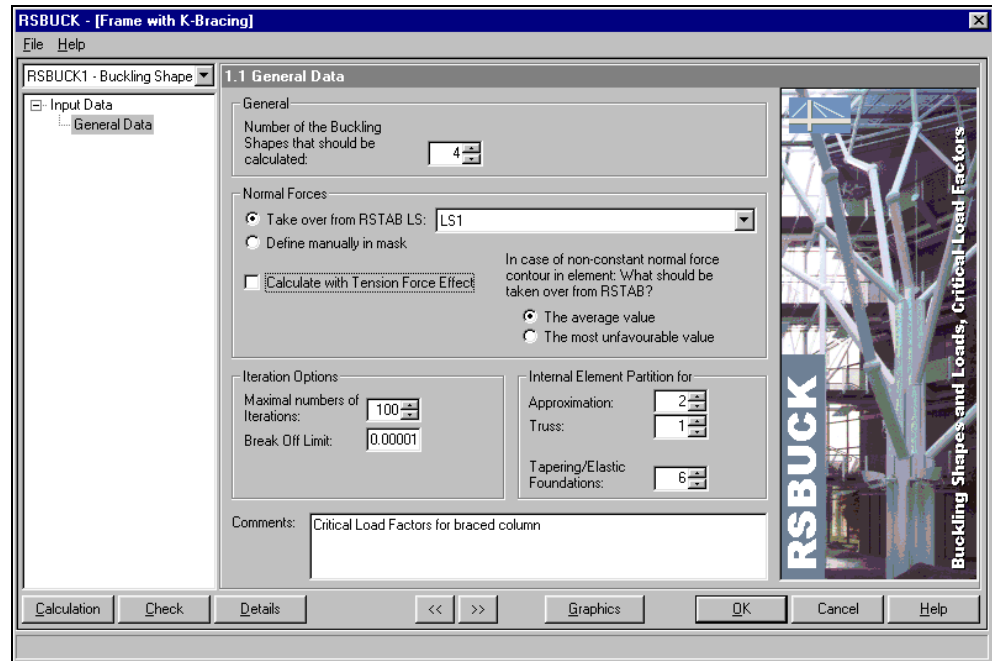 RSBUCK - [Frame with K-Bracing]
File Help
RSBUCK1 - Buckling Shape
Input Data
General Data
1.1 General Data
General
Number of the Buckling
Shapes that should be
calculated:
4
Normal Forces
Take over from RSTAB LS:
LS1
Define manually in mask
Calculate with Tension Force Effect
In case of non-constant normal force
contour in element: What should be
taken over from RSTAB?
The average value
The most unfavourable value
Iteration Options
Maximal numbers of
Iterations:
100
Break Off Limit:
0.00001
Internal Element Partition for
Approximation:
2
Truss:
1
Tapering/Elastic
Foundations:
6
Comments:
Critical Load Factors for braced column
RSBUCK
Buckling Shapes and Loads, Critical Load Factors
Calculation
Check
Details
<<
>>
Graphics
OK
Cancel
Help